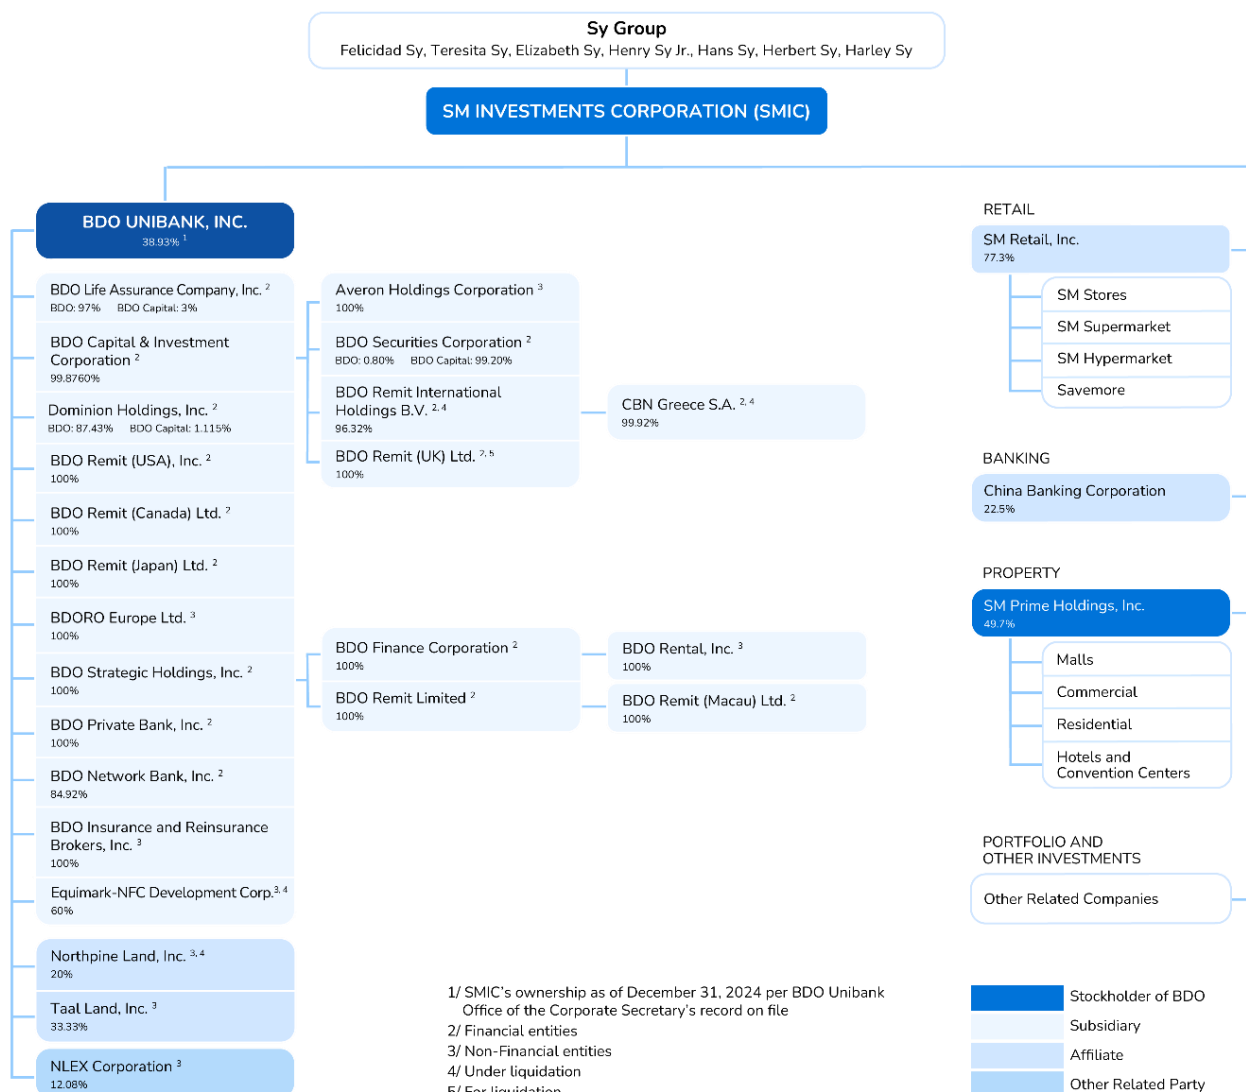 Sy Group
Felicidad Sy, Teresita Sy, Elizabeth Sy, Henry Sy Jr., Hans Sy, Herbert Sy, Harley Sy
SM INVESTMENTS CORPORATION (SMIC)
BDO UNIBANK, INC.
38.93% 1
BDO Life Assurance Company, Inc. 2
BDO: 97% BDO Capital: 3%
BDO Capital & Investment
Corporation 2
99.8760%
Dominion Holdings, Inc. 2
BDO: 87.43% BDO Capital: 1.115%
BDO Remit (USA), Inc. 2
100%
BDO Remit (Canada) Ltd. 2
100%
BDO Remit (Japan) Ltd. 2
100%
BDORO Europe Ltd. 3
100%
BDO Strategic Holdings, Inc. 2
100%
BDO Private Bank, Inc. 2
100%
BDO Network Bank, Inc. 2
84.92%
BDO Insurance and Reinsurance
Brokers, Inc. 3
100%
Equimark-NFC Development Corp. 3, 4
60%
Northpine Land, Inc. 3, 4
20%
Taal Land, Inc. 3
33.33%
NLEX Corporation 3
12.08%
Averon Holdings Corporation 3
100%
BDO Securities Corporation 2
BDO: 0.80% BDO Capital: 99.20%
BDO Remit International
Holdings B.V. 2, 4
96.32%
BDO Remit (UK) Ltd. 2, 5
100%
CBN Greece S.A. 2, 4
99.92%
BDO Finance Corporation 2
100%
BDO Remit Limited 2
100%
BDO Rental, Inc. 3
100%
BDO Remit (Macau) Ltd. 2
100%
RETAIL
SM Retail, Inc.
77.3%
SM Stores
SM Supermarket
SM Hypermarket
Savemore
BANKING
China Banking Corporation
22.5%
PROPERTY
SM Prime Holdings, Inc.
49.7%
Malls
Commercial
Residential
Hotels and
Convention Centers
PORTFOLIO AND
OTHER INVESTMENTS
Other Related Companies
1/ SMIC's ownership as of December 31, 2024 per BDO Unibank
Office of the Corporate Secretary's record on file
2/ Financial entities
3/ Non-Financial entities
4/ Under liquidation
5/ For liquidation
Stockholder of BDO
Subsidiary
Affiliate
Other Related Party